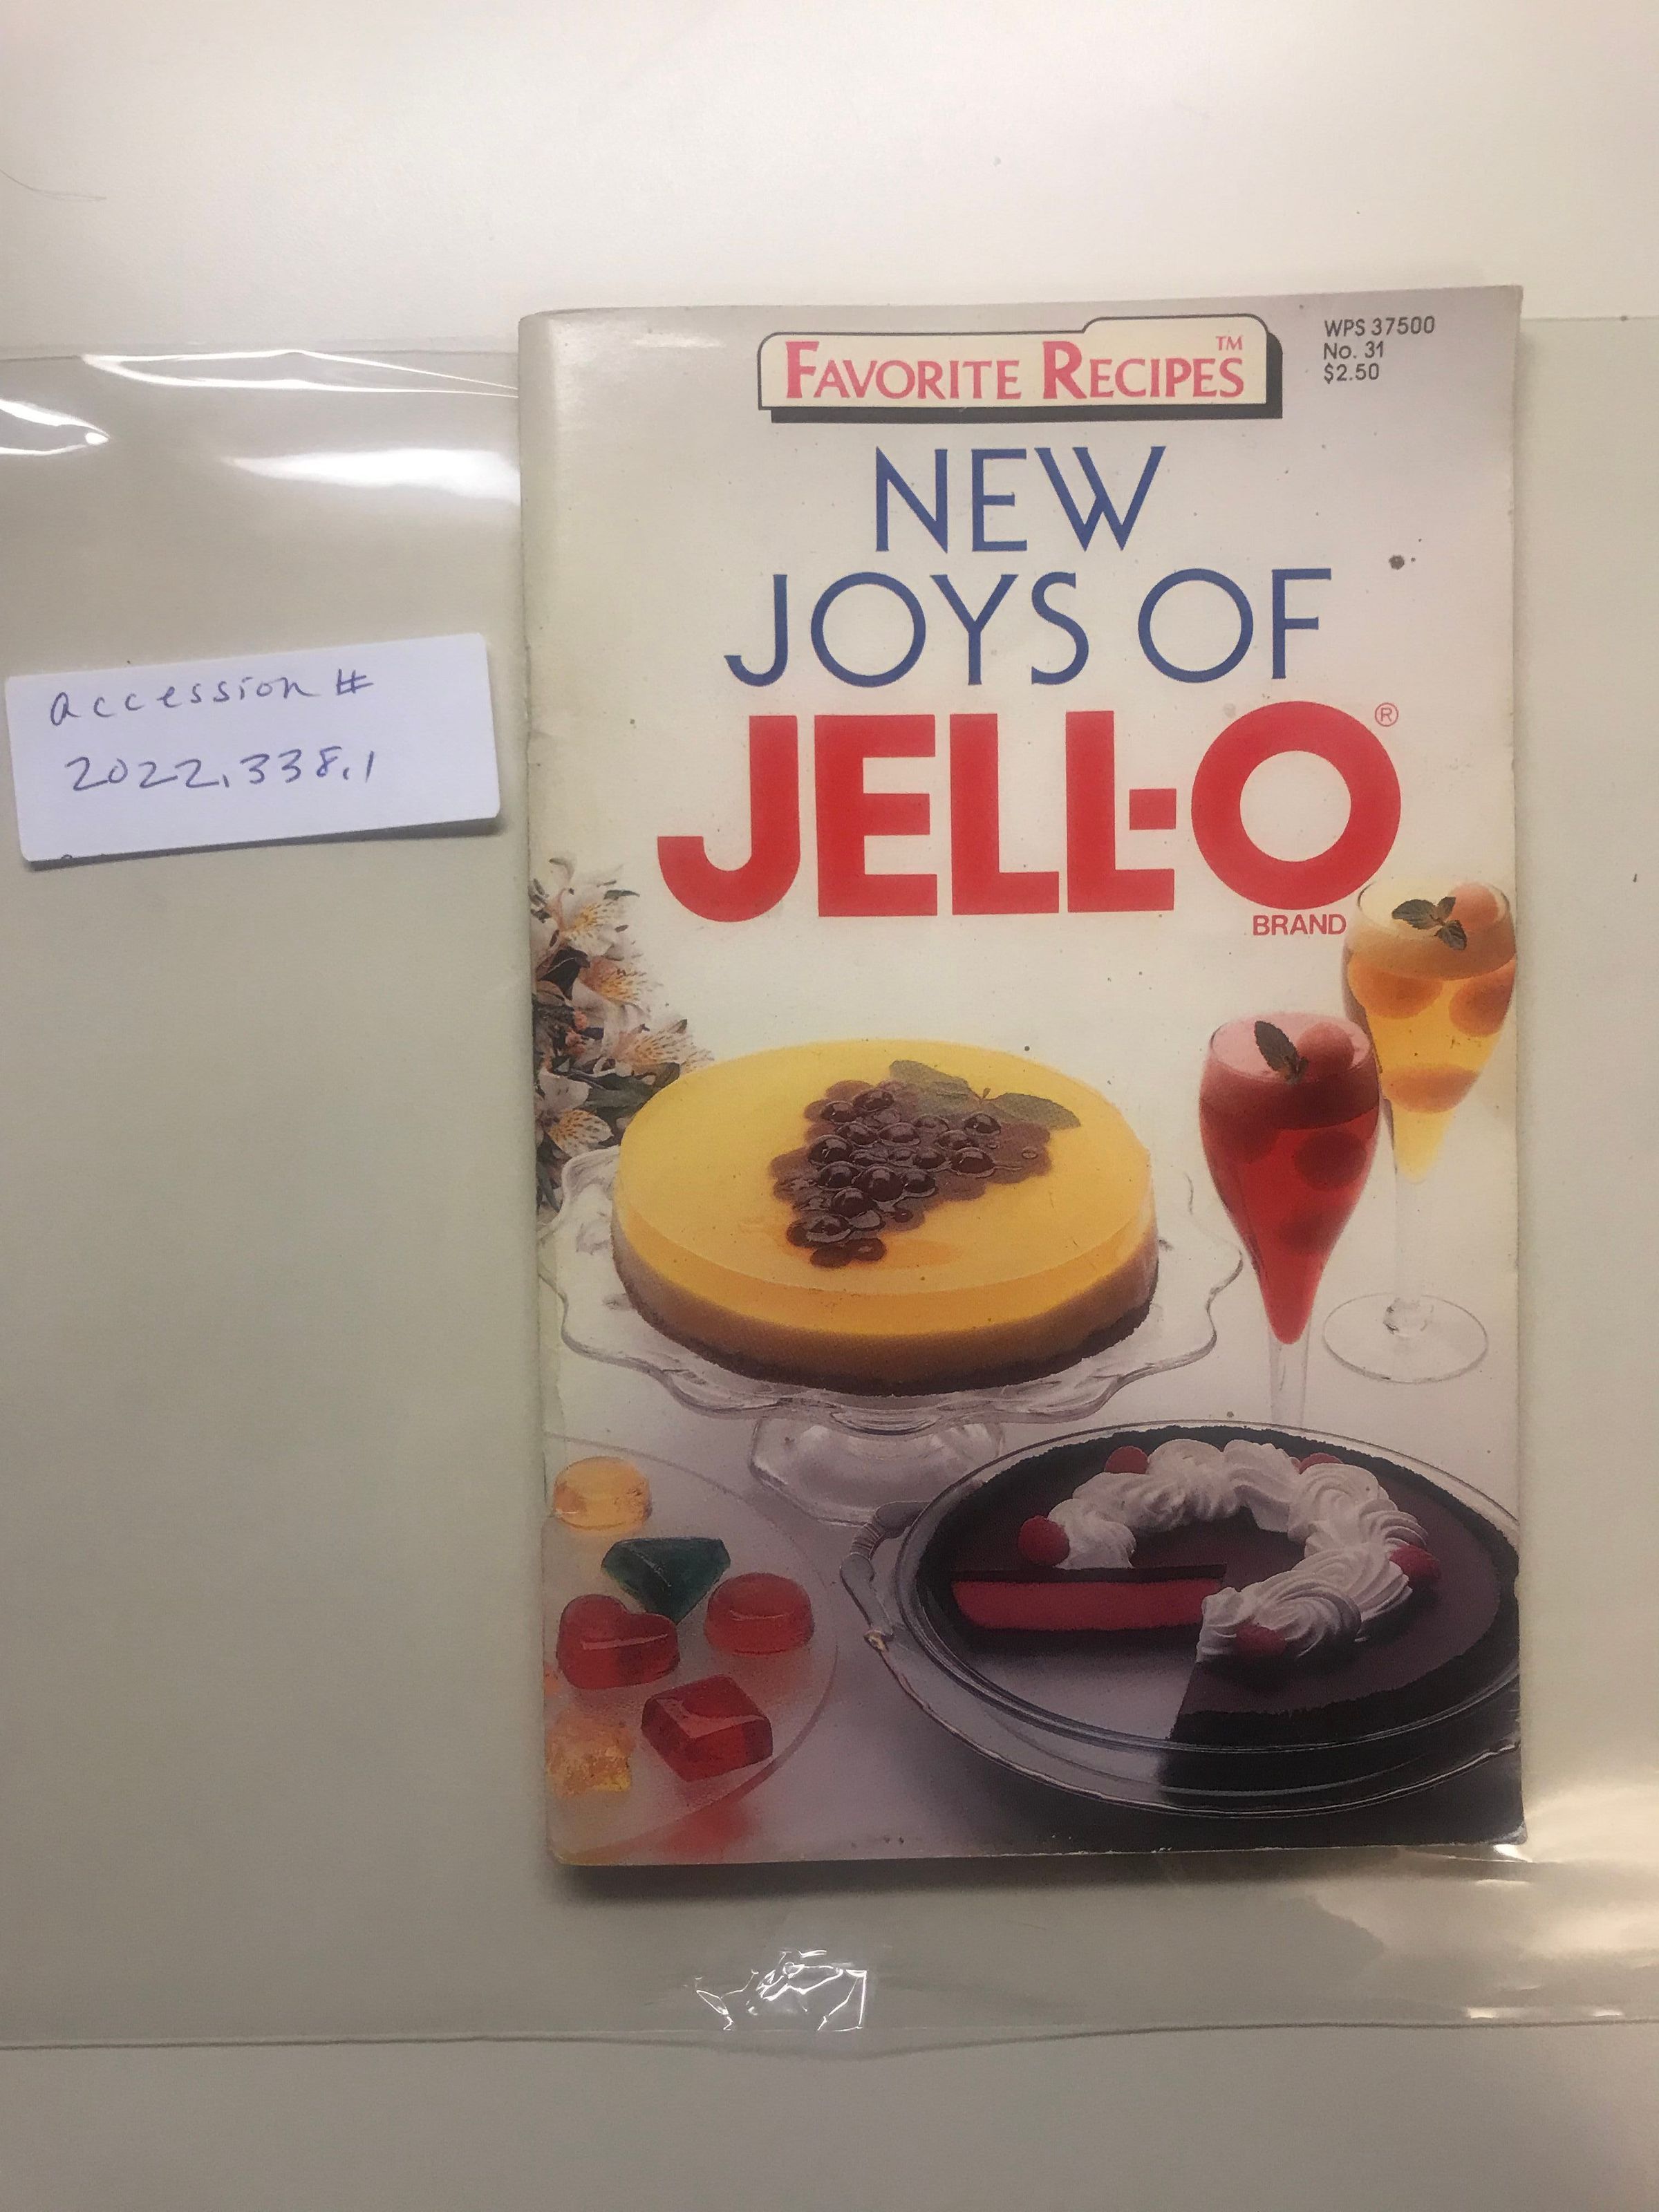 accession #
2022.338.1
FAVORITE RECIPES™
WPS 37500
No. 31
$2.50
NEW
JOYS OF
JELL-O®
BRAND